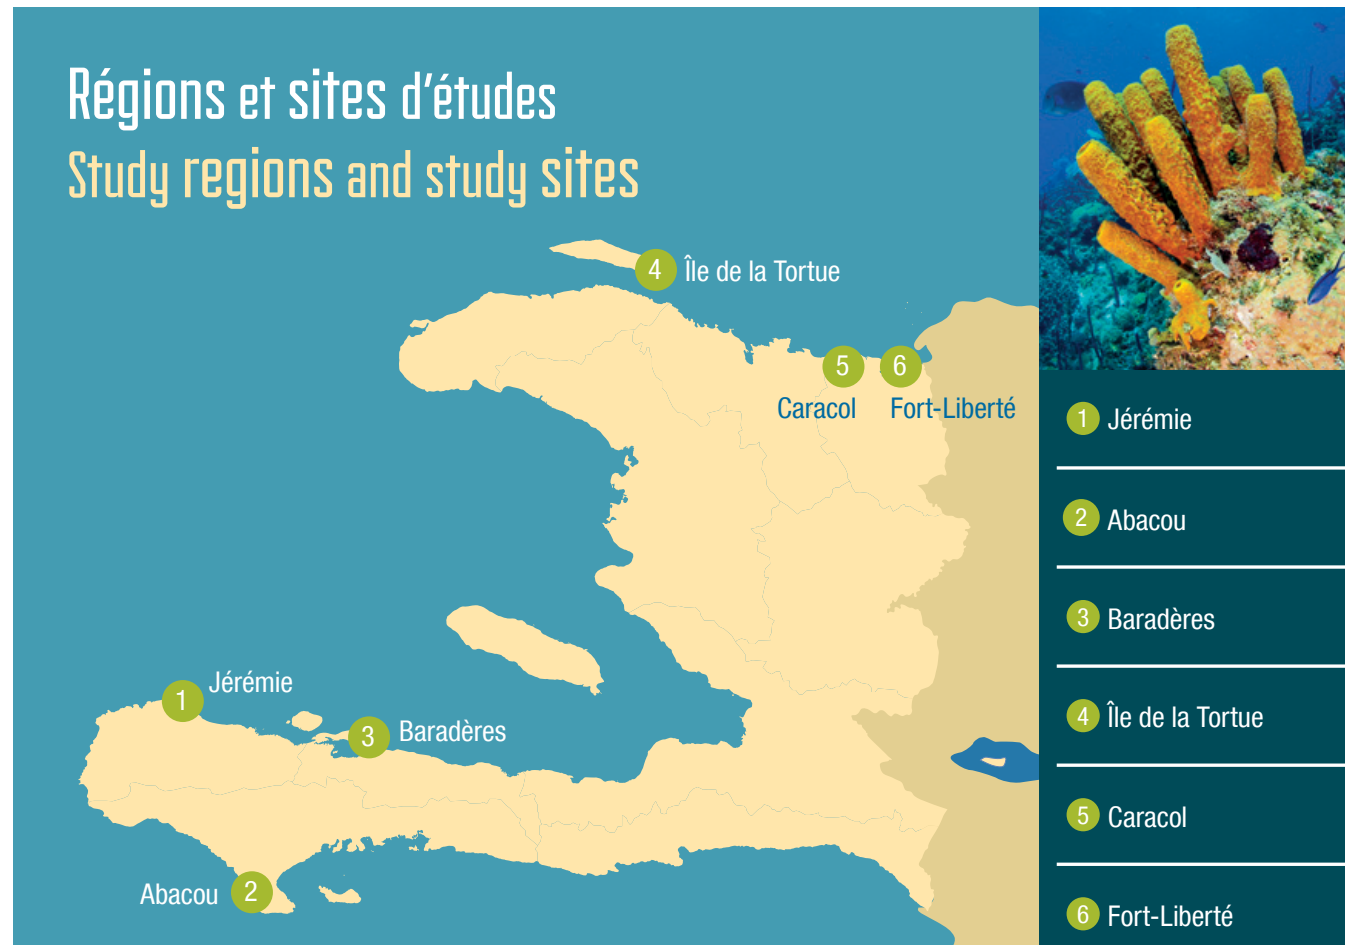 Régions et sites d'études
Study regions and study sites
4 Île de la Tortue
5 6
Caracol Fort-Liberté
1 Jérémie
3 Baradères
Abacou 2
1 Jérémie
2 Abacou
3 Baradères
4 Île de la Tortue
5 Caracol
6 Fort-Liberté